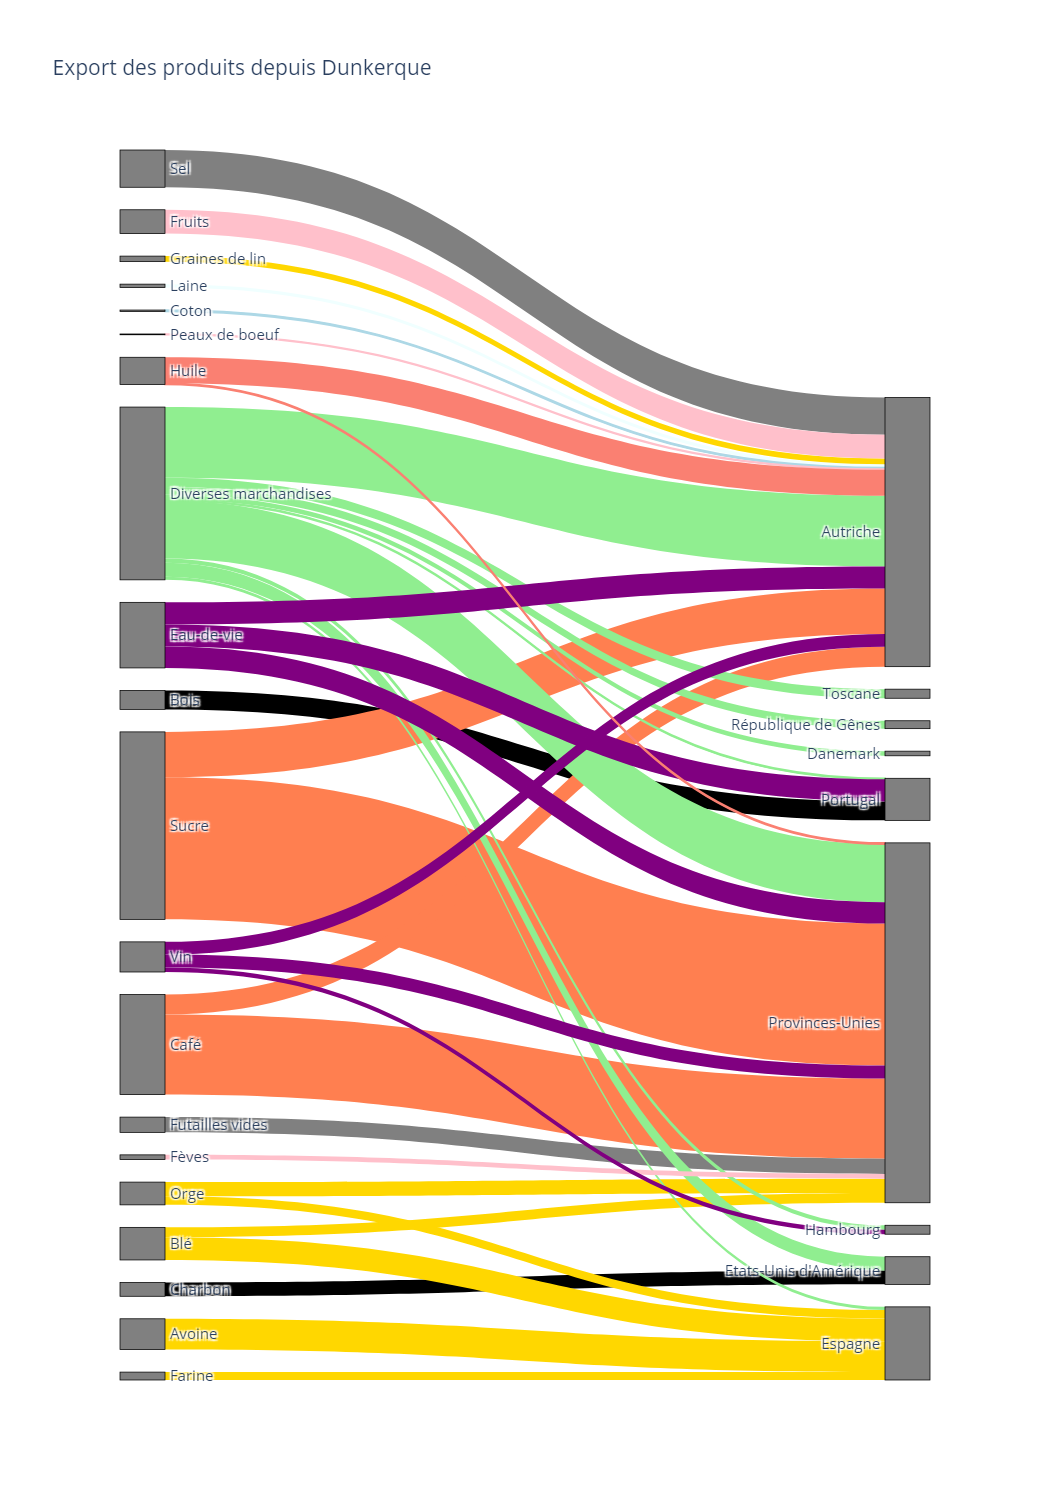 Export des produits depuis Dunkerque
Sel
Fruits
Graines de lin
Laine
Coton
Peaux de boeuf
Huile
Diverses marchandises
Eau-de-vie
Bois
Sucre
Vin
Café
Futailles vides
Fèves
Orge
Blé
Charbon
Avoine
Farine
Autriche
Toscane
République de Gênes
Danemark
Portugal
Provinces-Unies
Hambourg
Etats-Unis d'Amérique
Espagne